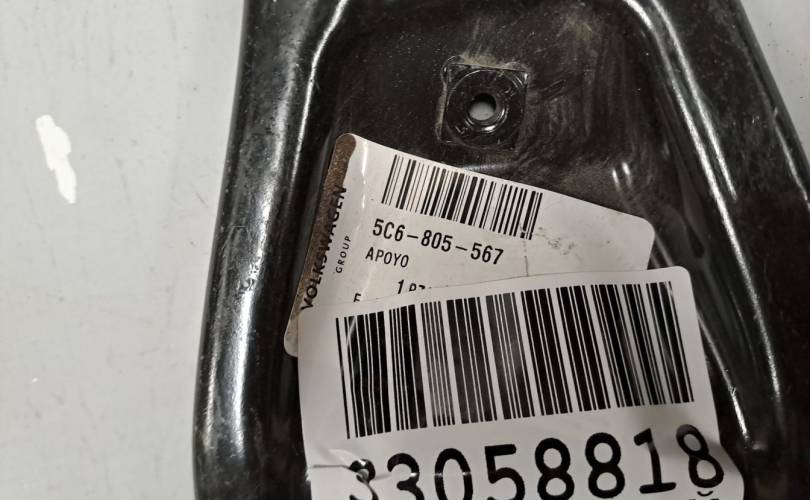 VOLKSWAGEN
GROUP
5C6-805-567
APOYO
33058818